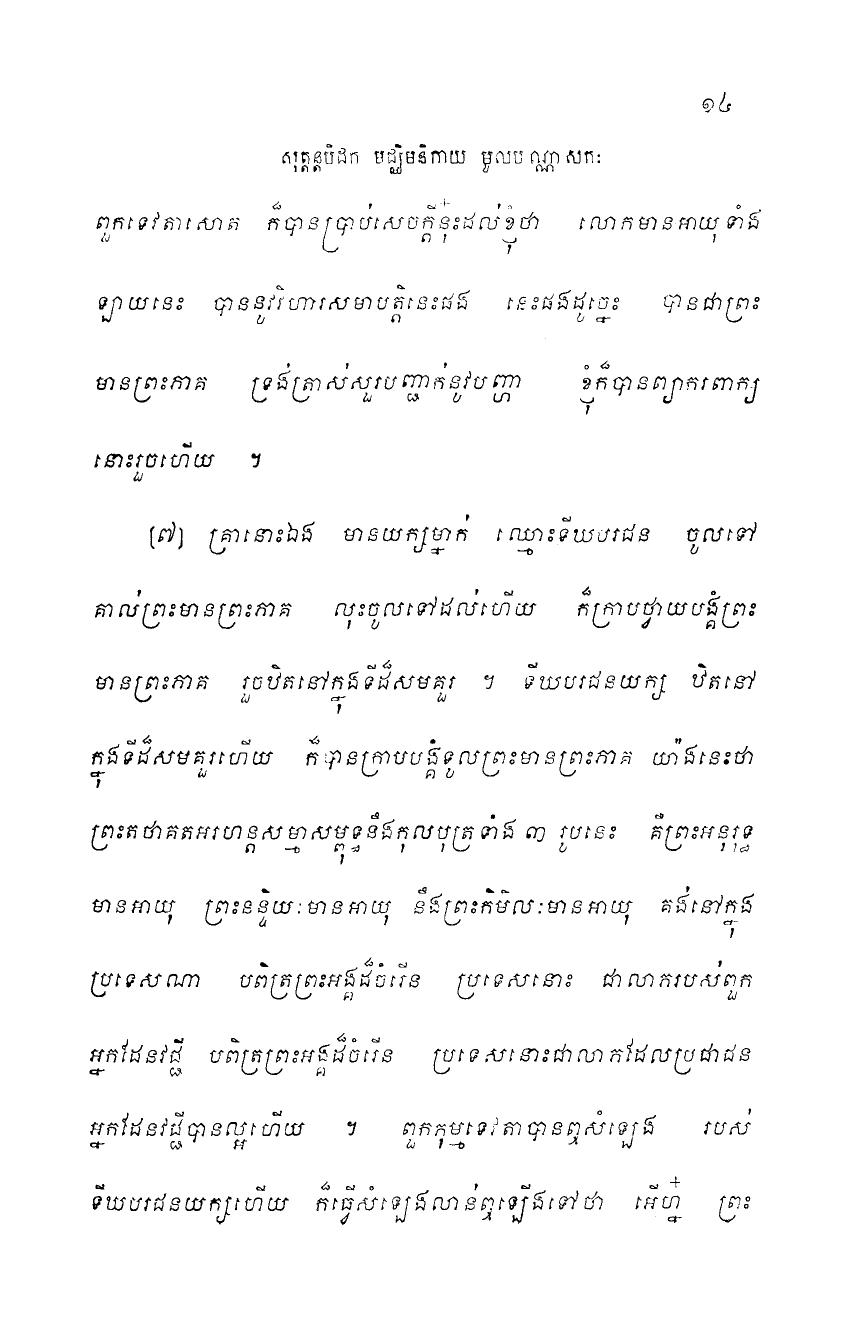 ១៤
សុត្តន្តបិដក មជ្ឈិមនិកាយ មូលបណ្ណាសកៈ
ពួកទេវតាសោត ក៏បានប្រាប់សេចក្តីនុ៎ះដល់ខ្ញុំថា លោកមានអាយុទាំង
ឡាយនេះ បាននូវវិហារសមាបត្តិនេះផង នេះផងដូច្នេះ បានជាព្រះ
មានព្រះភាគ ទ្រង់ត្រាស់សួរបញ្ជាក់នូវបញ្ហា ខ្ញុំក៏បានព្យាករពាក្យ
នោះរួចហើយ ។
[៧] គ្រានោះឯង មានយក្សម្នាក់ ឈ្មោះទីឃបរជន ចូលទៅ
គាល់ព្រះមានព្រះភាគ លុះចូលទៅដល់ហើយ ក៏ក្រាបថ្វាយបង្គំព្រះ
មានព្រះភាគ រួចឋិតនៅក្នុងទីដ៏សមគួរ ។ ទីឃបរជនយក្ស ឋិតនៅ
ក្នុងទីដ៏សមគួរហើយ ក៏បានក្រាបបង្គំទូលព្រះមានព្រះភាគ យ៉ាងនេះថា
ព្រះតថាគតអរហន្តសម្មាសម្ពុទ្ធនឹងកុលបុត្រទាំង ៣ រូបនេះ គឺព្រះអនុរុទ្ធ
មានអាយុ ព្រះនន្ទិយៈមានអាយុ នឹងព្រះកិមិលៈមានអាយុ គង់នៅក្នុង
ប្រទេសណា បពិត្រព្រះអង្គដ៏ចំរើន ប្រទេសនោះ ជាលាភរបស់ពួក
អ្នកដែនវជ្ជី បពិត្រព្រះអង្គដ៏ចំរើន ប្រទេសនោះជាលាភដែលប្រជាជន
អ្នកដែនវជ្ជីបានល្អហើយ ។ ពួកភុម្មទេវតាបានឮសំឡេង របស់
ទីឃបរជនយក្សហើយ ក៏ធ្វើសំឡេងលាន់ឮឡើងទៅថា អើហ្ន៎ ព្រះ